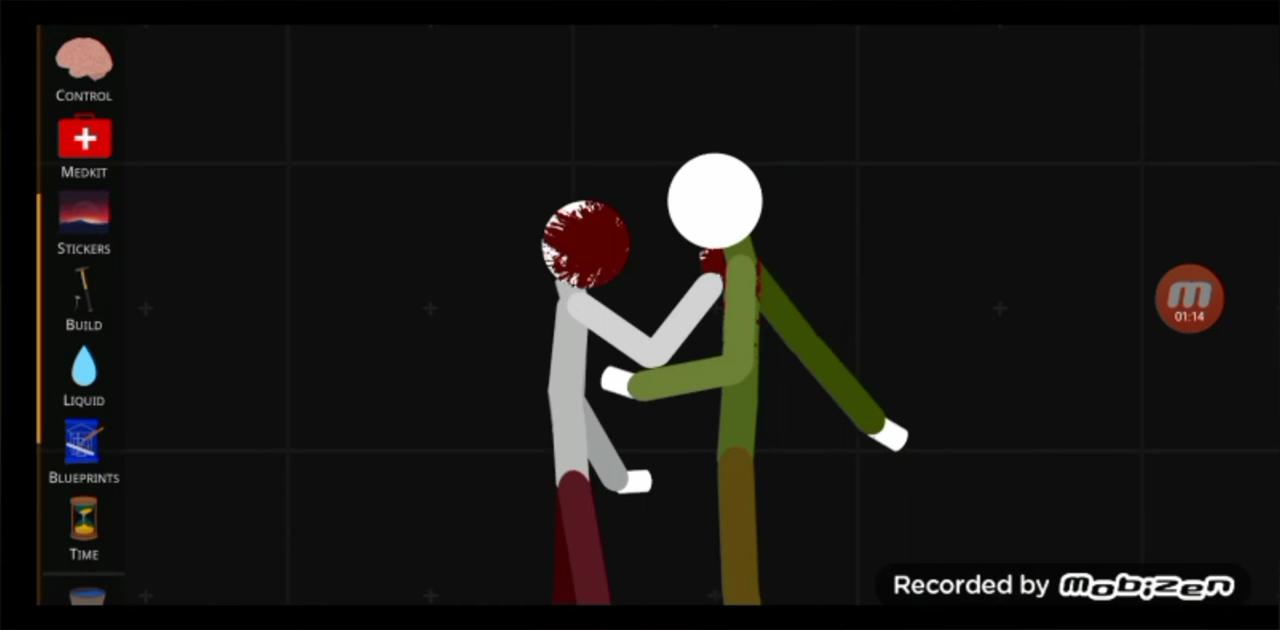 CONTROL
MEDKIT
STICKERS
BUILD
LIQUID
BLUEPRINTS
TIME
01:14
Recorded by mobizen